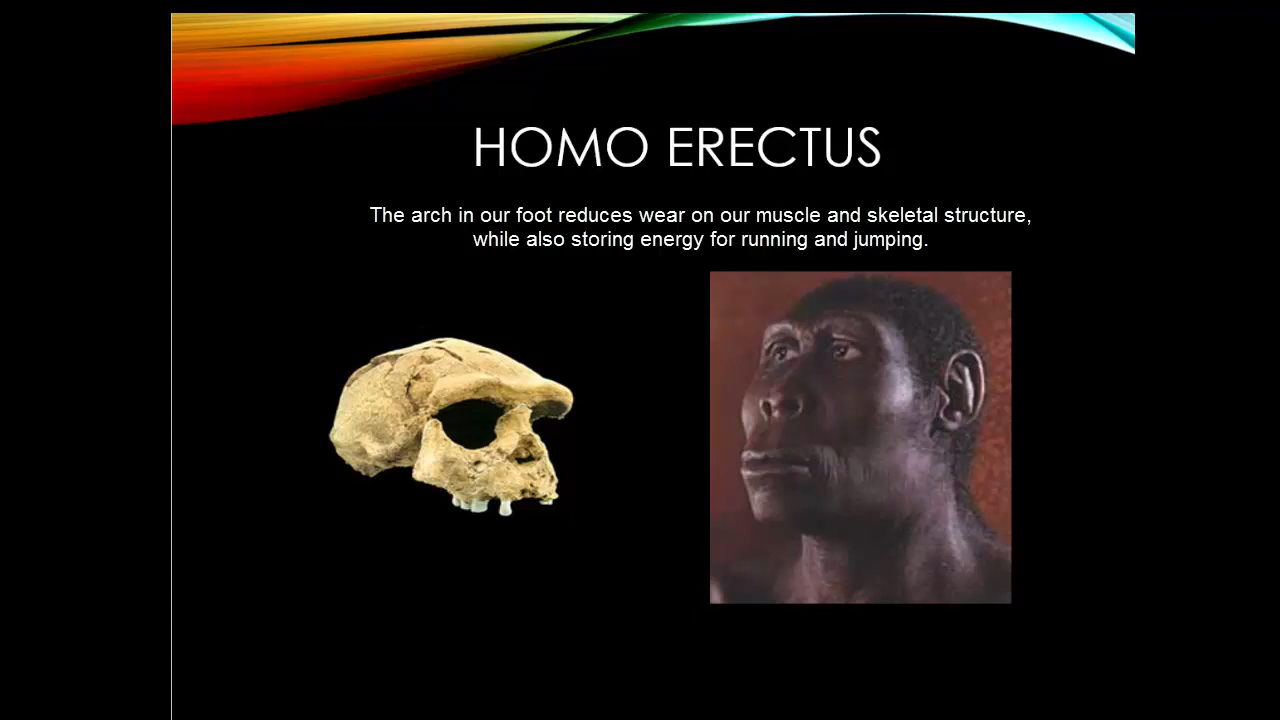 HOMO ERECTUS
The arch in our foot reduces wear on our muscle and skeletal structure,
while also storing energy for running and jumping.